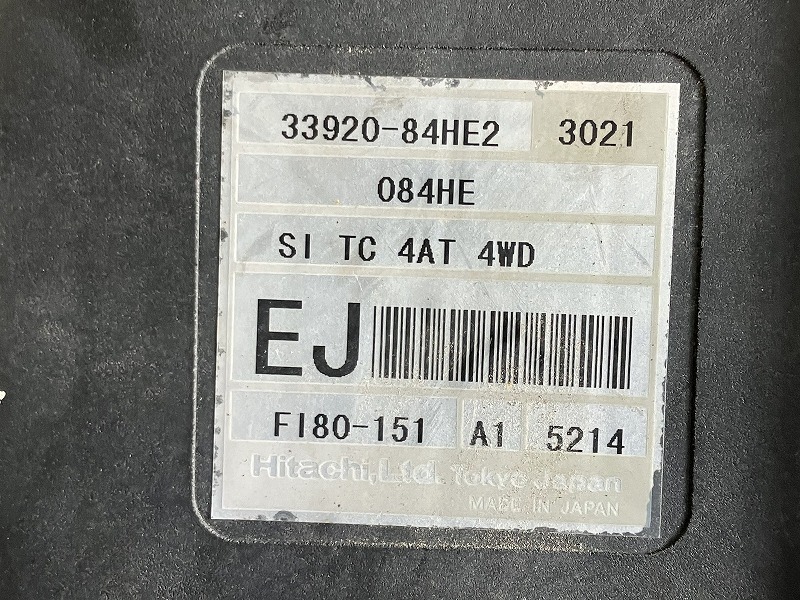 33920-84HE2 3021
084HE
SI TC 4AT 4WD
EJ
FI80-151 A1 5214
Hitachi,Ltd. Tokyo Japan
MADE IN JAPAN